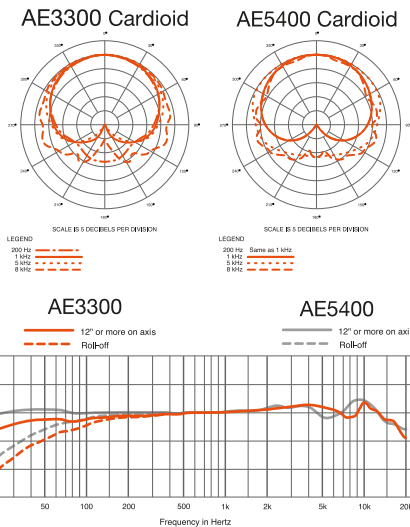 AE3300 Cardioid
AE5400 Cardioid
0°
330°
30°
300°
60°
270°
90°
240°
120°
210°
150°
180°
0°
330°
30°
300°
60°
270°
90°
240°
120°
210°
150°
180°
SCALE IS 5 DECIBELS PER DIVISION
SCALE IS 5 DECIBELS PER DIVISION
LEGEND
200 Hz
1 kHz
5 kHz
8 kHz
LEGEND
200 Hz Same as 1 kHz
1 kHz
5 kHz
8 kHz
AE3300
12" or more on axis
Roll-off
AE5400
12" or more on axi
Roll-off
50 100 200 500 1k 2k 5k 10k 20k
Frequency in Hertz